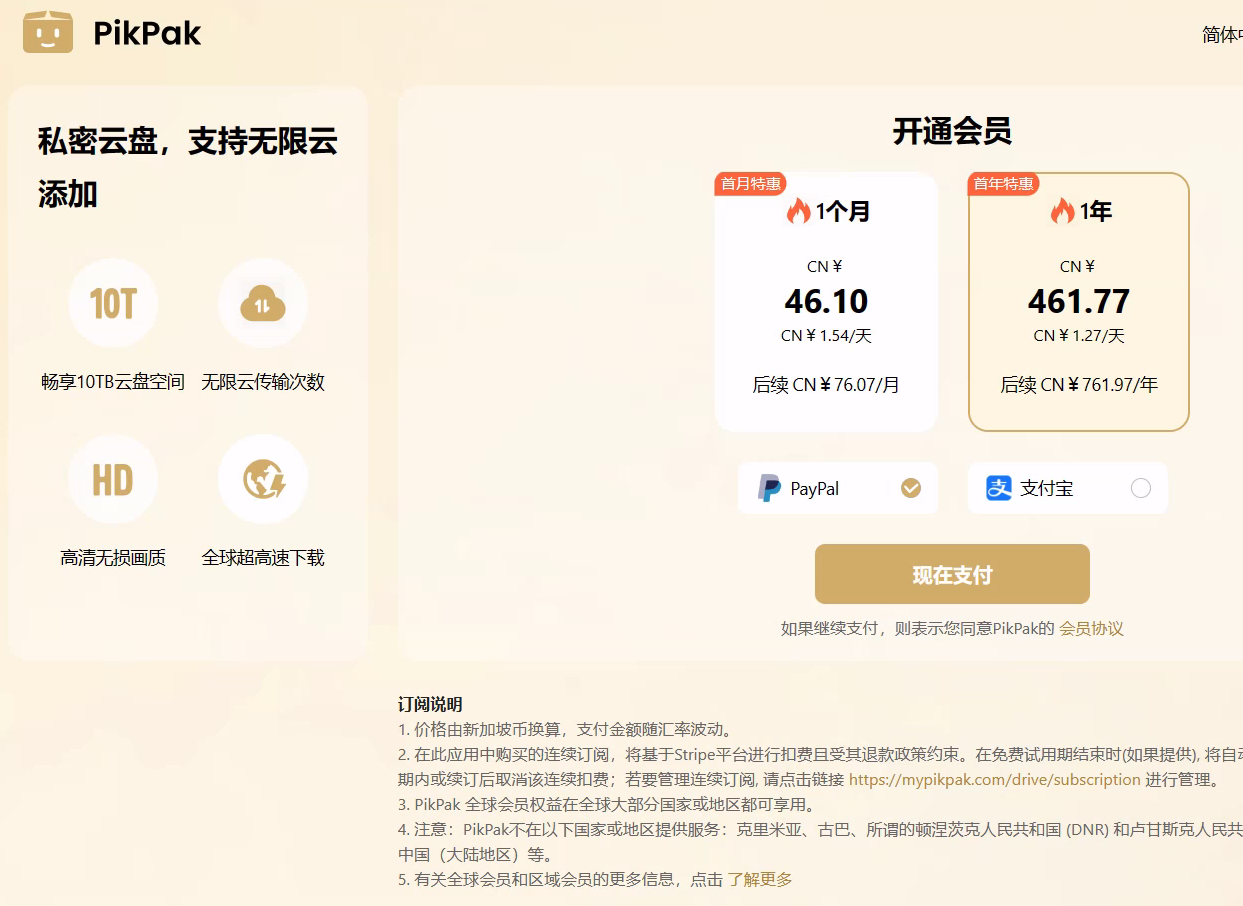 PikPak
简体中
私密云盘，支持无限云
添加
10T
畅享10TB云盘空间
无限云传输次数
HD
高清无损画质
全球超高速下载
开通会员
首月特惠
1个月
CN ¥
46.10
CN ¥ 1.54/天
后续 CN ¥ 76.07/月
首年特惠
1年
CN ¥
461.77
CN ¥ 1.27/天
后续 CN ¥ 761.97/年
PayPal
支付宝
现在支付
如果继续支付，则表示您同意PikPak的 会员协议
订阅说明
1. 价格由新加坡币换算，支付金额随汇率波动。
2. 在此应用中购买的连续订阅，将基于Stripe平台进行扣费且受其退款政策约束。在免费试用期结束时(如果提供), 将自动
期内或续订后取消该连续扣费；若要管理连续订阅, 请点击链接 https://mypikpak.com/drive/subscription 进行管理。
3. PikPak 全球会员权益在全球大部分国家或地区都可享用。
4. 注意：PikPak不在以下国家或地区提供服务：克里米亚、古巴、所谓的顿涅茨克人民共和国 (DNR) 和卢甘斯克人民共
中国（大陆地区）等。
5. 有关全球会员和区域会员的更多信息，点击 了解更多